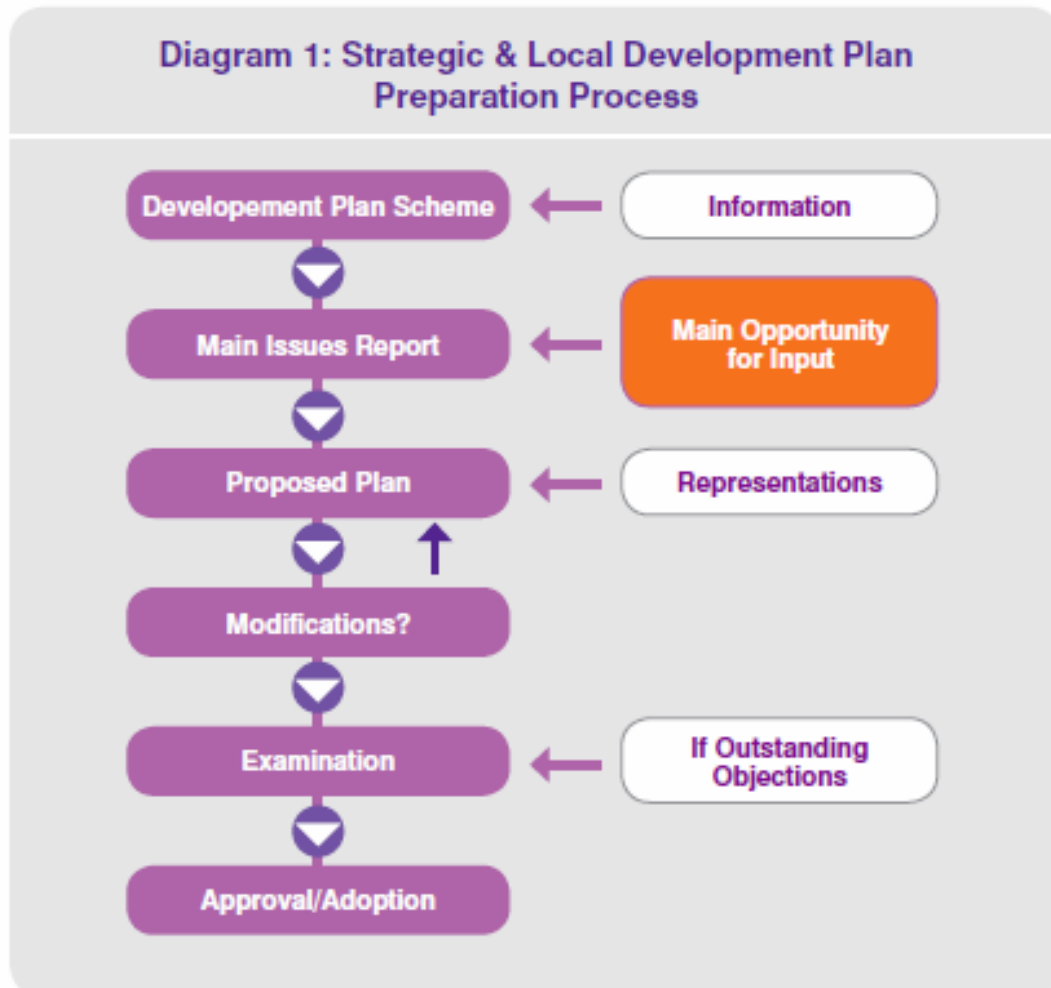 Diagram 1: Strategic & Local Development Plan
Preparation Process
Developement Plan Scheme
Information
Main Issues Report
Main Opportunity
for Input
Proposed Plan
Representations
Modifications?
Examination
If Outstanding
Objections
Approval/Adoption